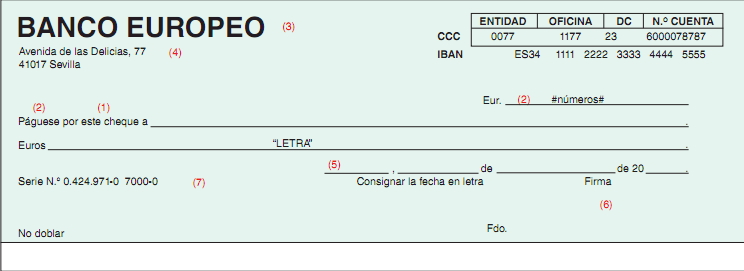 BANCO EUROPEO (3)
Avenida de las Delicias, 77 (4)
41017 Sevilla
ENTIDAD OFICINA DC N.º CUENTA
CCC 0077 1177 23 6000078787
IBAN ES34 1111 2222 3333 4444 5555
Eur. (2) #números#
(2) (1)
Páguese por este cheque a .
Euros "LETRA" .
(5) , de de 20 .
Consignar la fecha en letra Firma
Serie N.º 0.424.971-0 7000-0 (7)
(6)
Fdo.
No doblar